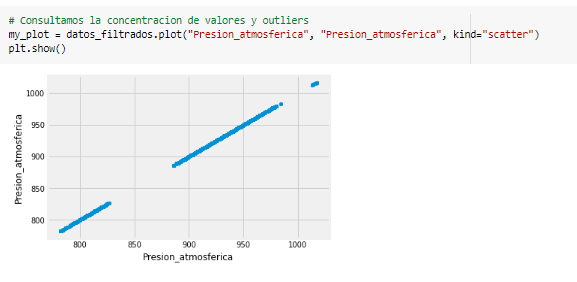 # Consultamos la concentracion de valores y outliers
my_plot = datos_filtrados.plot("Presion_atmosferica", "Presion_atmosferica", kind="scatter")
plt.show()
1000
950
900
850
800
Presion_atmosferica
800 850 900 950 1000
Presion_atmosferica